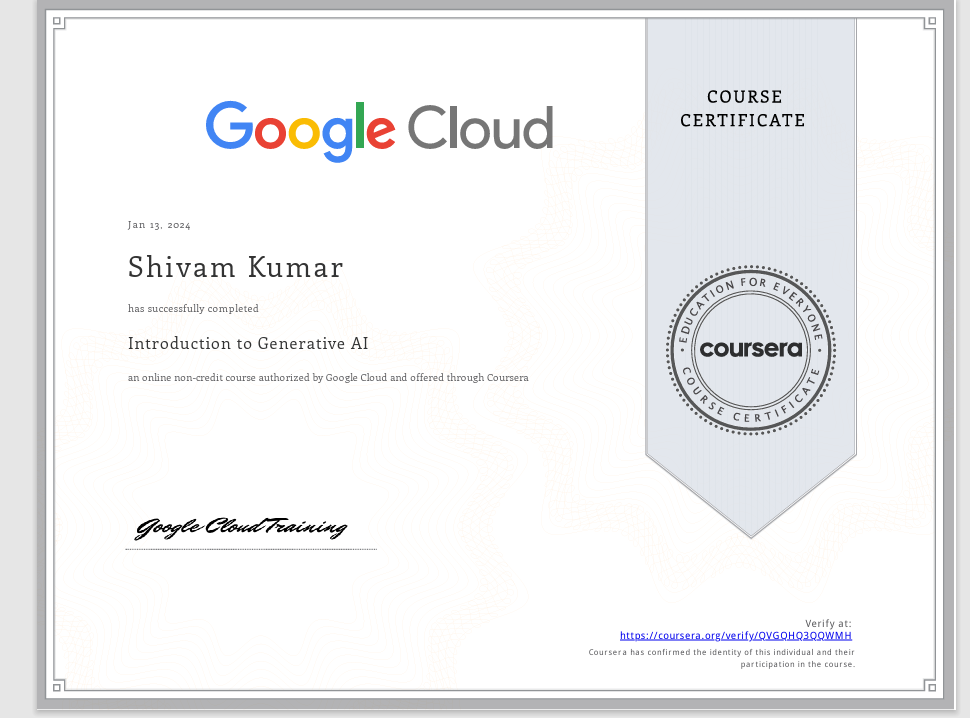 Google Cloud
COURSE
CERTIFICATE
Jan 13, 2024
Shivam Kumar
has successfully completed
Introduction to Generative AI
an online non-credit course authorized by Google Cloud and offered through Coursera
EDUCATION FOR EVERYONE
coursera
COURSE CERTIFICATE
Google Cloud Training
Verify at:
https://coursera.org/verify/QVGQHQ3QQWMH
Coursera has confirmed the identity of this individual and their
participation in the course.